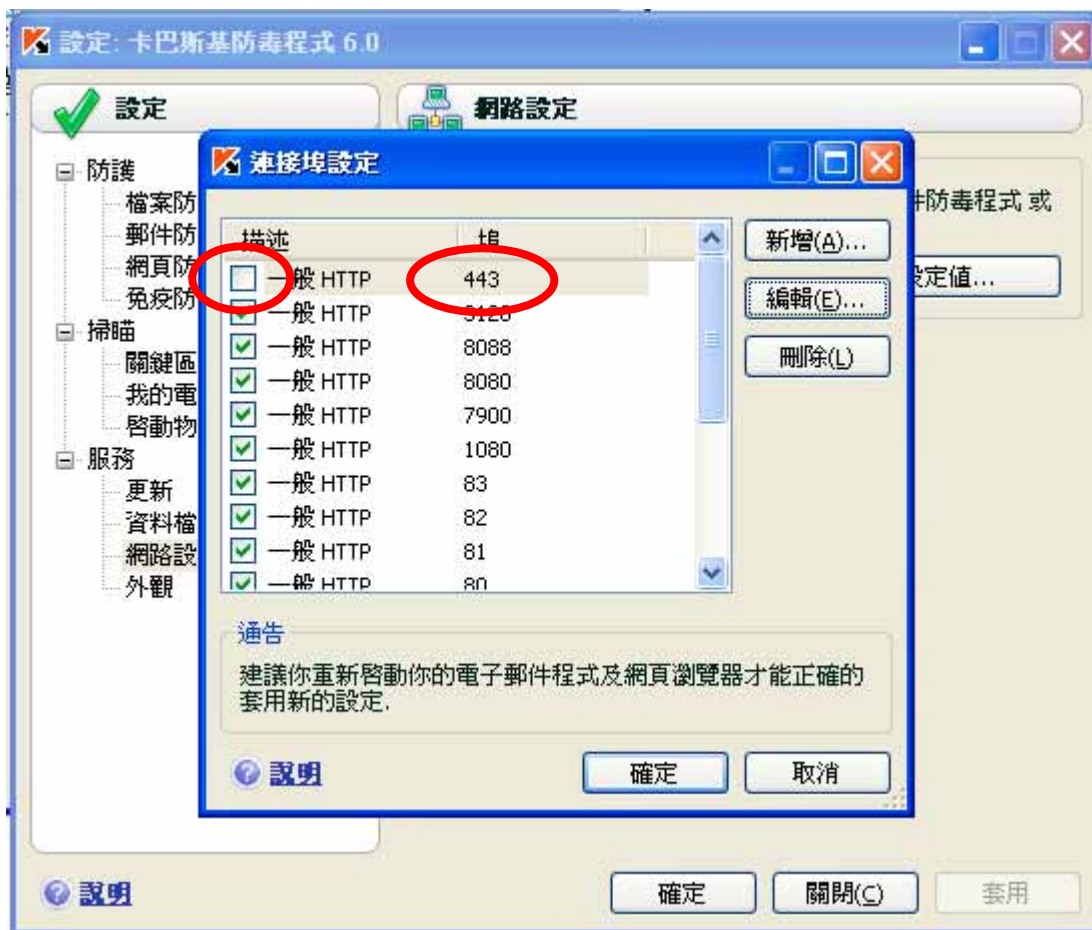 設定: 卡巴斯基防毒程式 6.0
設定
網路設定
防護
檔案防
郵件防
網頁防
免疫防
掃瞄
關鍵區
我的電
啓動物
服務
更新
資料檔
網路設
外觀
防毒程式 或
設定值...
連接埠設定
描述 埠
一般 HTTP 443
一般 HTTP 3128
一般 HTTP 8088
一般 HTTP 8080
一般 HTTP 7900
一般 HTTP 1080
一般 HTTP 83
一般 HTTP 82
一般 HTTP 81
一般 HTTP 80
新增(A)...
編輯(E)...
刪除(L)
通告
建議你重新啓動你的電子郵件程式及網頁瀏覽器才能正確的
套用新的設定.
說明 確定 取消
說明 確定 關閉(C) 套用